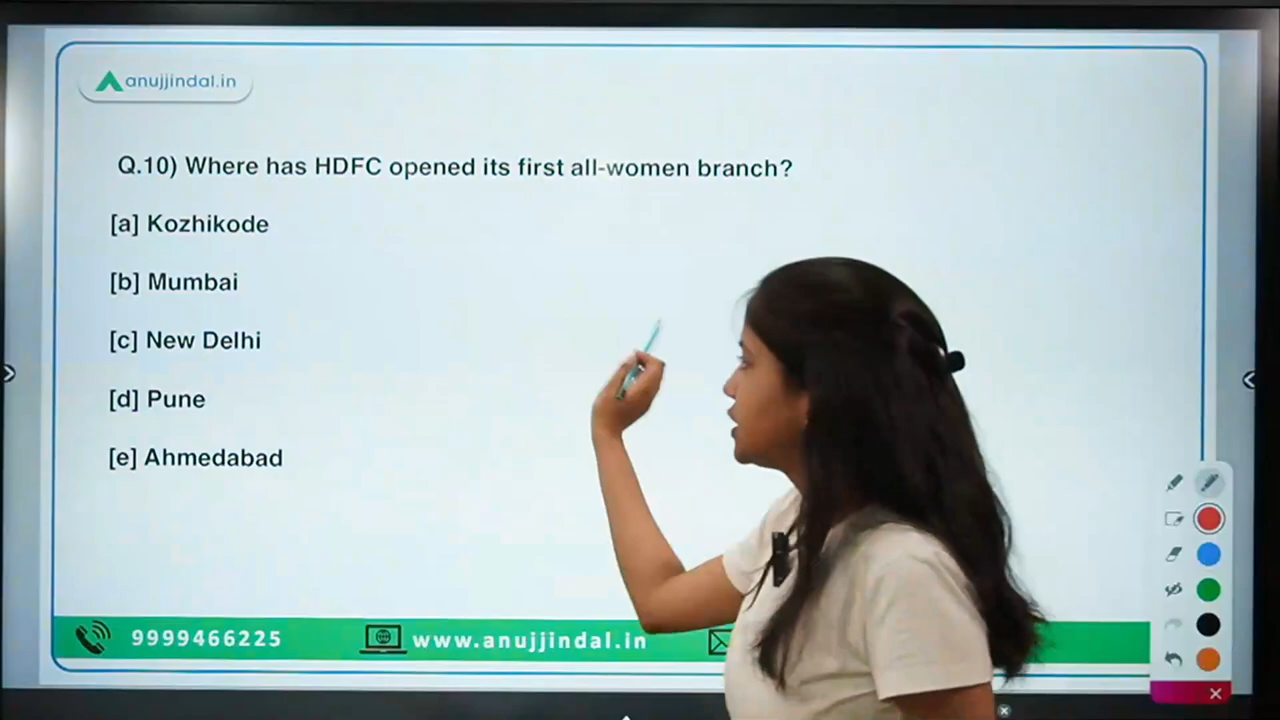 anujjindal.in
Q.10) Where has HDFC opened its first all-women branch?
[a] Kozhikode
[b] Mumbai
[c] New Delhi
[d] Pune
[e] Ahmedabad
9999466225
www.anujjindal.in